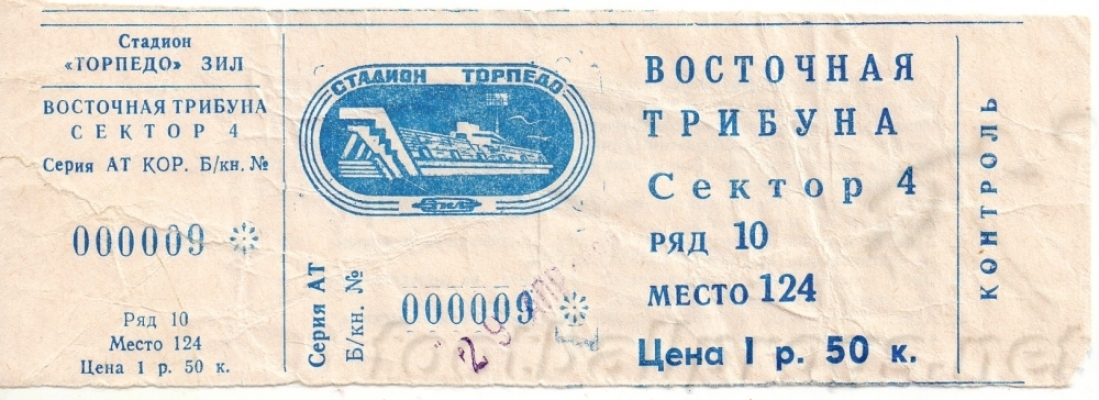 Стадион
«ТОРПЕДО» ЗИЛ
ВОСТОЧНАЯ ТРИБУНА
СЕКТОР 4
Серия АТ КОР. Б/кн. №
000009
Ряд 10
Место 124
Цена 1 р. 50 к.
СТАДИОН ТОРПЕДО
ЗИЛ
Серия АТ
Б/кн. №
000009
29 АПР
ВОСТОЧНАЯ
ТРИБУНА
Сектор 4
РЯД 10
МЕСТО 124
Цена 1 р. 50 к.
КОНТРОЛЬ